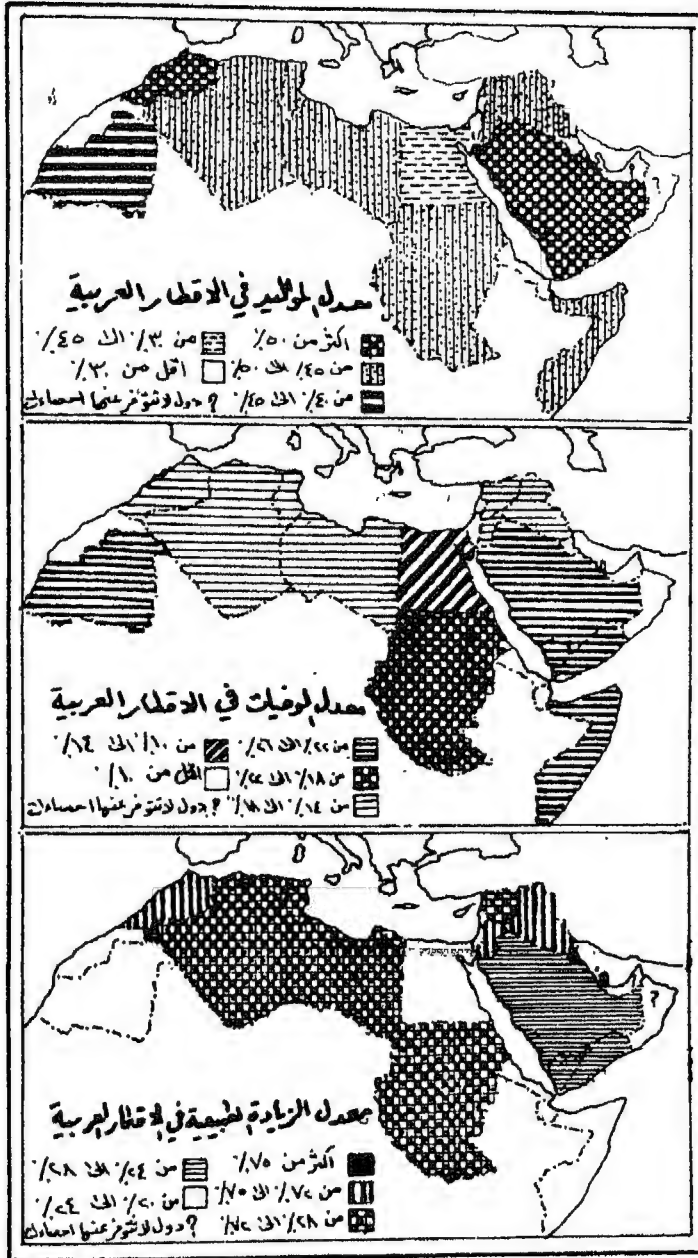 معدل المواليد في الاقطار العربية
اكثر من ٥٠٪ من ٣٠٪ الى ٤٥٪
من ٤٥٪ الى ٥٠٪ أقل من ٣٠٪
من ٤٠٪ الى ٤٥٪ ? دول لا تتوفر عنها احصاءات
?
معدل الوفيات في الاقطار العربية
من ٢٢٪ الى ٢٦٪ من ١٠٪ الى ١٤٪
من ١٨٪ الى ٢٢٪ اقل من ١٠٪
من ١٤٪ الى ١٨٪ ? دول لا تتوفر عنها احصاءات
?
معدل الزيادة الطبيعية في الاقطار العربية
اكثر من ٧٥٪ من ٢٤٪ الى ٢٨٪
من ٧٢٪ الى ٧٥٪ من ٢٠٪ الى ٢٤٪
من ٢٨٪ الى ٧٢٪ ? دول لا تتوفر عنها احصاءات